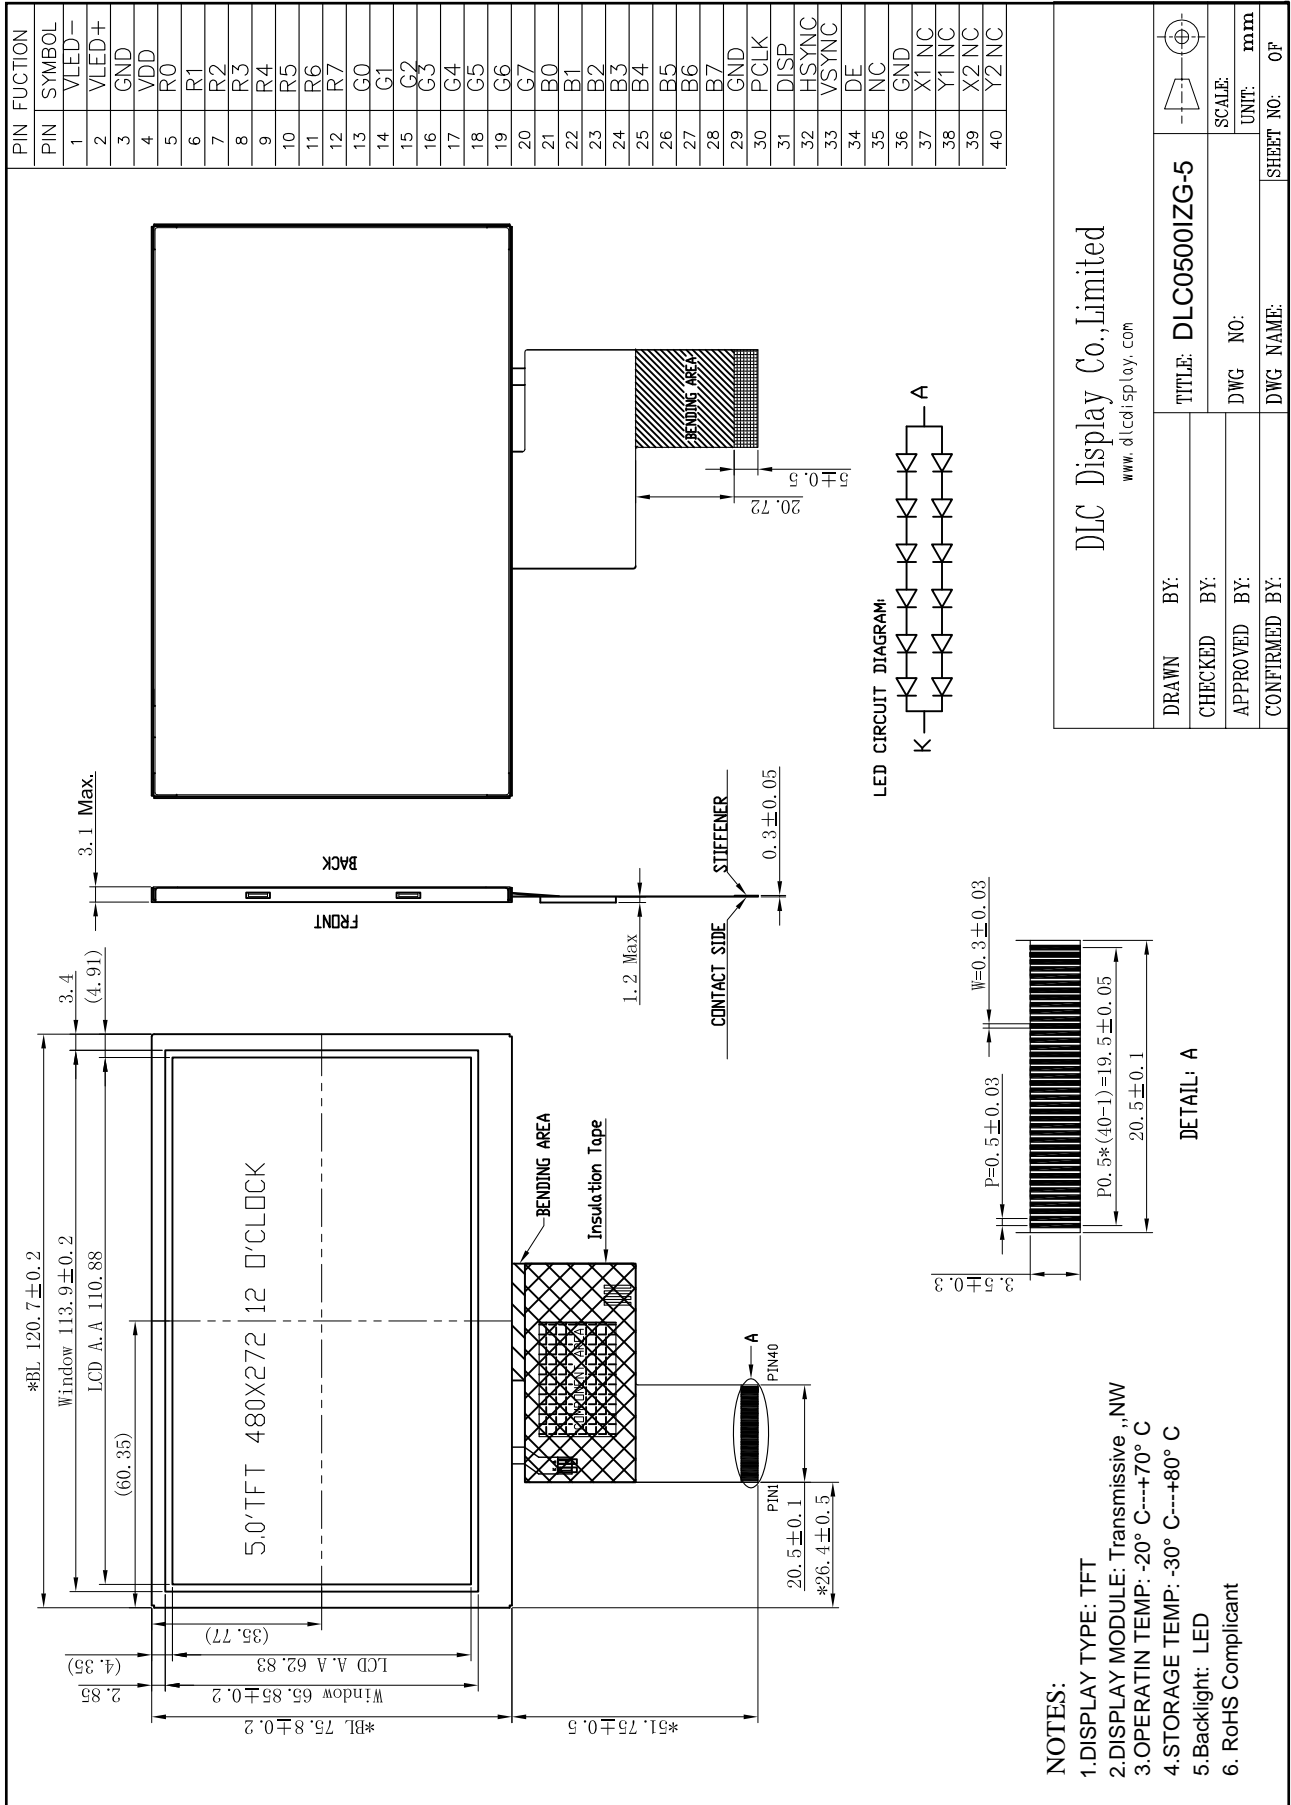 *BL 120.7±0.2
Window 113.9±0.2
LCD A.A 110.88
(60.35)
3.4
(4.91)
3.1 Max.
2.85
(4.35)
(35.77)
LCD A.A 62.83
Window 65.85±0.2
*BL 75.8±0.2
*51.75±0.5
5.0'TFT 480X272 12 O'CLOCK
FRONT
BACK
BENDING AREA
Insulation Tape
COMPONENT AREA
PIN1
PIN40
A
20.5±0.1
*26.4±0.5
1.2 Max
CONTACT SIDE
STIFFENER
0.3±0.05
BENDING AREA
20.72
5±0.5
LED CIRCUIT DIAGRAM:
K
A
P=0.5±0.03
W=0.3±0.03
3.5±0.3
P0.5*(40-1)=19.5±0.05
20.5±0.1
DETAIL: A
NOTES:
1.DISPLAY TYPE: TFT
2.DISPLAY MODULE: Transmissive ,,NW
3.OPERATIN TEMP: -20° C---+70° C
4.STORAGE TEMP: -30° C---+80° C
5.Backlight: LED
6. RoHS Complicant
PIN FUCTION
PIN SYMBOL
1 VLED-
2 VLED+
3 GND
4 VDD
5 R0
6 R1
7 R2
8 R3
9 R4
10 R5
11 R6
12 R7
13 G0
14 G1
15 G2
16 G3
17 G4
18 G5
19 G6
20 G7
21 B0
22 B1
23 B2
24 B3
25 B4
26 B5
27 B6
28 B7
29 GND
30 PCLK
31 DISP
32 HSYNC
33 VSYNC
34 DE
35 NC
36 GND
37 X1 NC
38 Y1 NC
39 X2 NC
40 Y2 NC
DLC Display Co.,Limited
www.dlcdisplay.com
DRAWN BY:
TITLE: DLC0500IZG-5
CHECKED BY:
SCALE:
APPROVED BY:
DWG NO:
UNIT: mm
CONFIRMED BY:
DWG NAME:
SHEET NO: OF